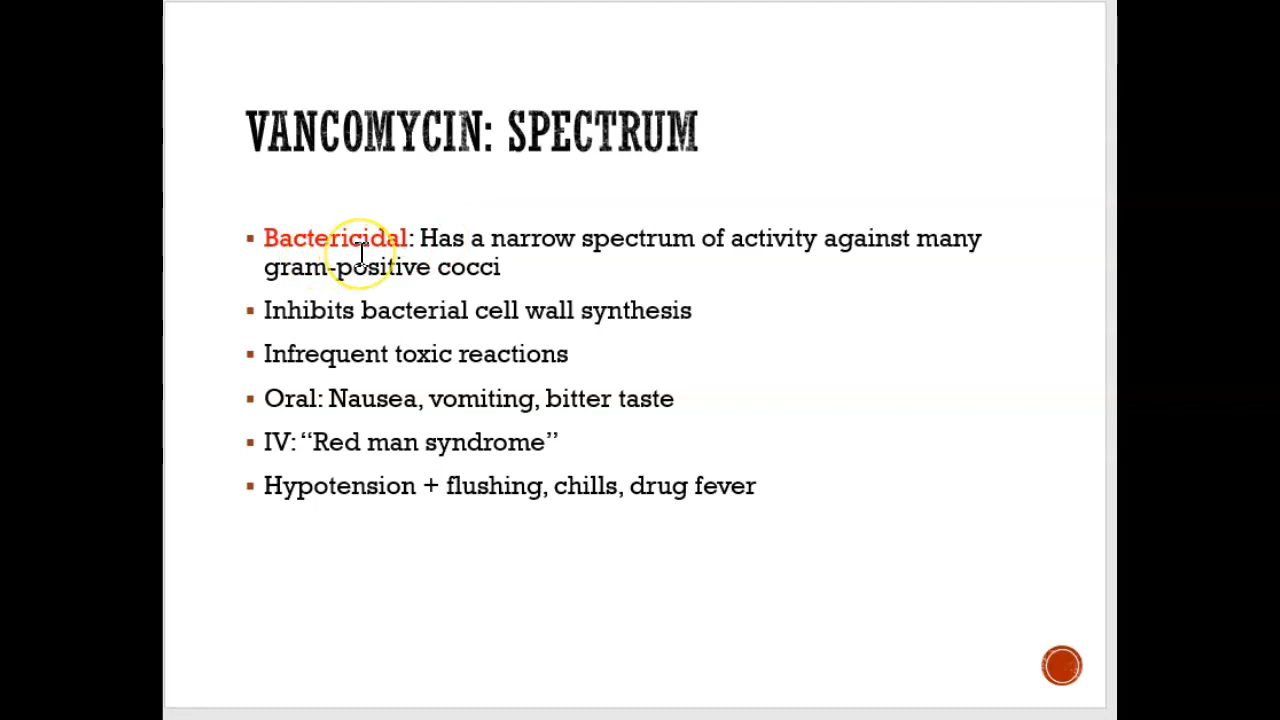 VANCOMYCIN: SPECTRUM
Bactericidal: Has a narrow spectrum of activity against many
gram-positive cocci
Inhibits bacterial cell wall synthesis
Infrequent toxic reactions
Oral: Nausea, vomiting, bitter taste
IV: “Red man syndrome”
Hypotension + flushing, chills, drug fever